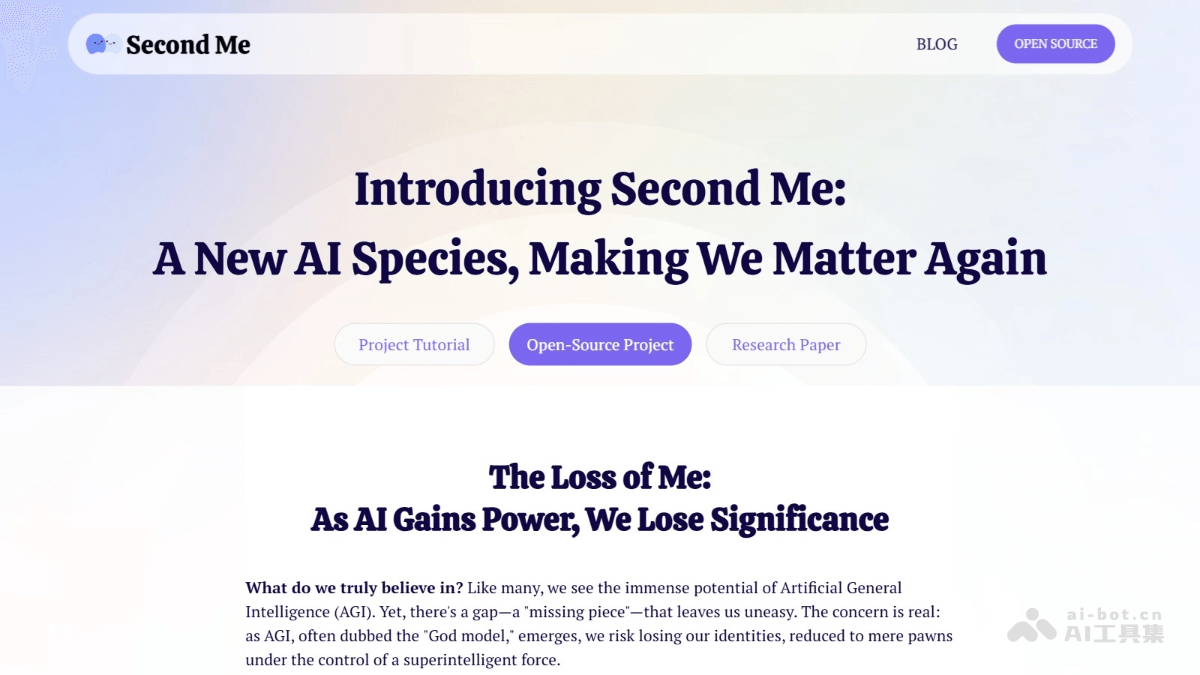 Second Me
BLOG
OPEN SOURCE
Introducing Second Me:
A New AI Species, Making We Matter Again
Project Tutorial
Open-Source Project
Research Paper
The Loss of Me:
As AI Gains Power, We Lose Significance
What do we truly believe in? Like many, we see the immense potential of Artificial General
Intelligence (AGI). Yet, there's a gap—a "missing piece"—that leaves us uneasy. The concern is real:
as AGI, often dubbed the "God model," emerges, we risk losing our identities, reduced to mere pawns
under the control of a superintelligent force.
ai-bot.cn
AI工具集